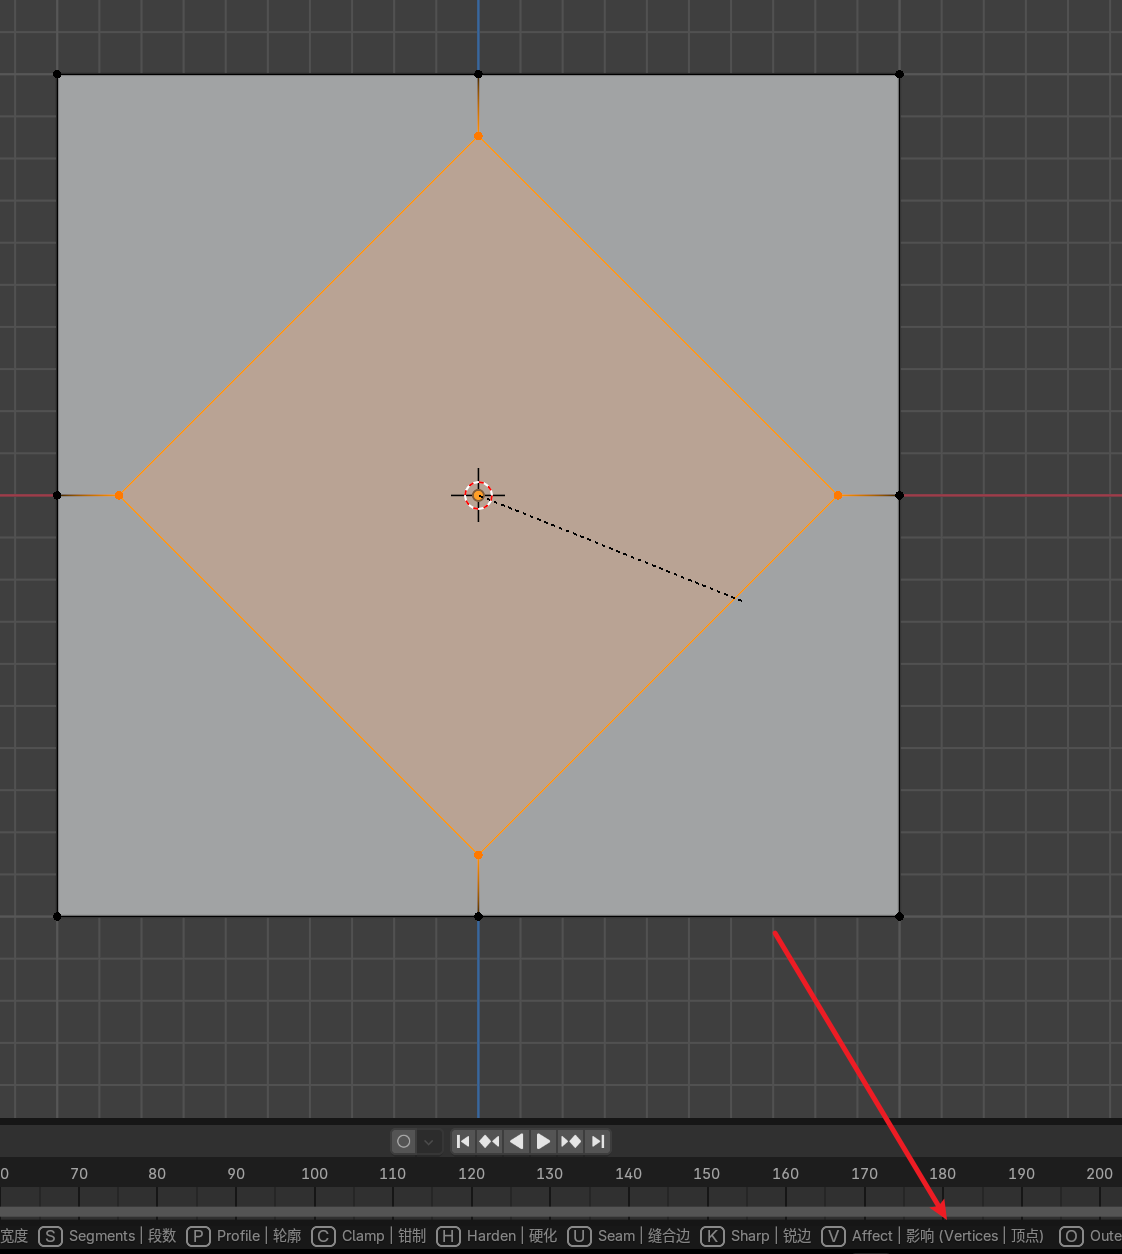 0 70 80 90 100 110 120 130 140 150 160 170 180 190 200
宽度 S Segments | 段数 P Profile | 轮廓 C Clamp | 钳制 H Harden | 硬化 U Seam | 缝合边 K Sharp | 锐边 V Affect | 影响 (Vertices | 顶点) O Oute